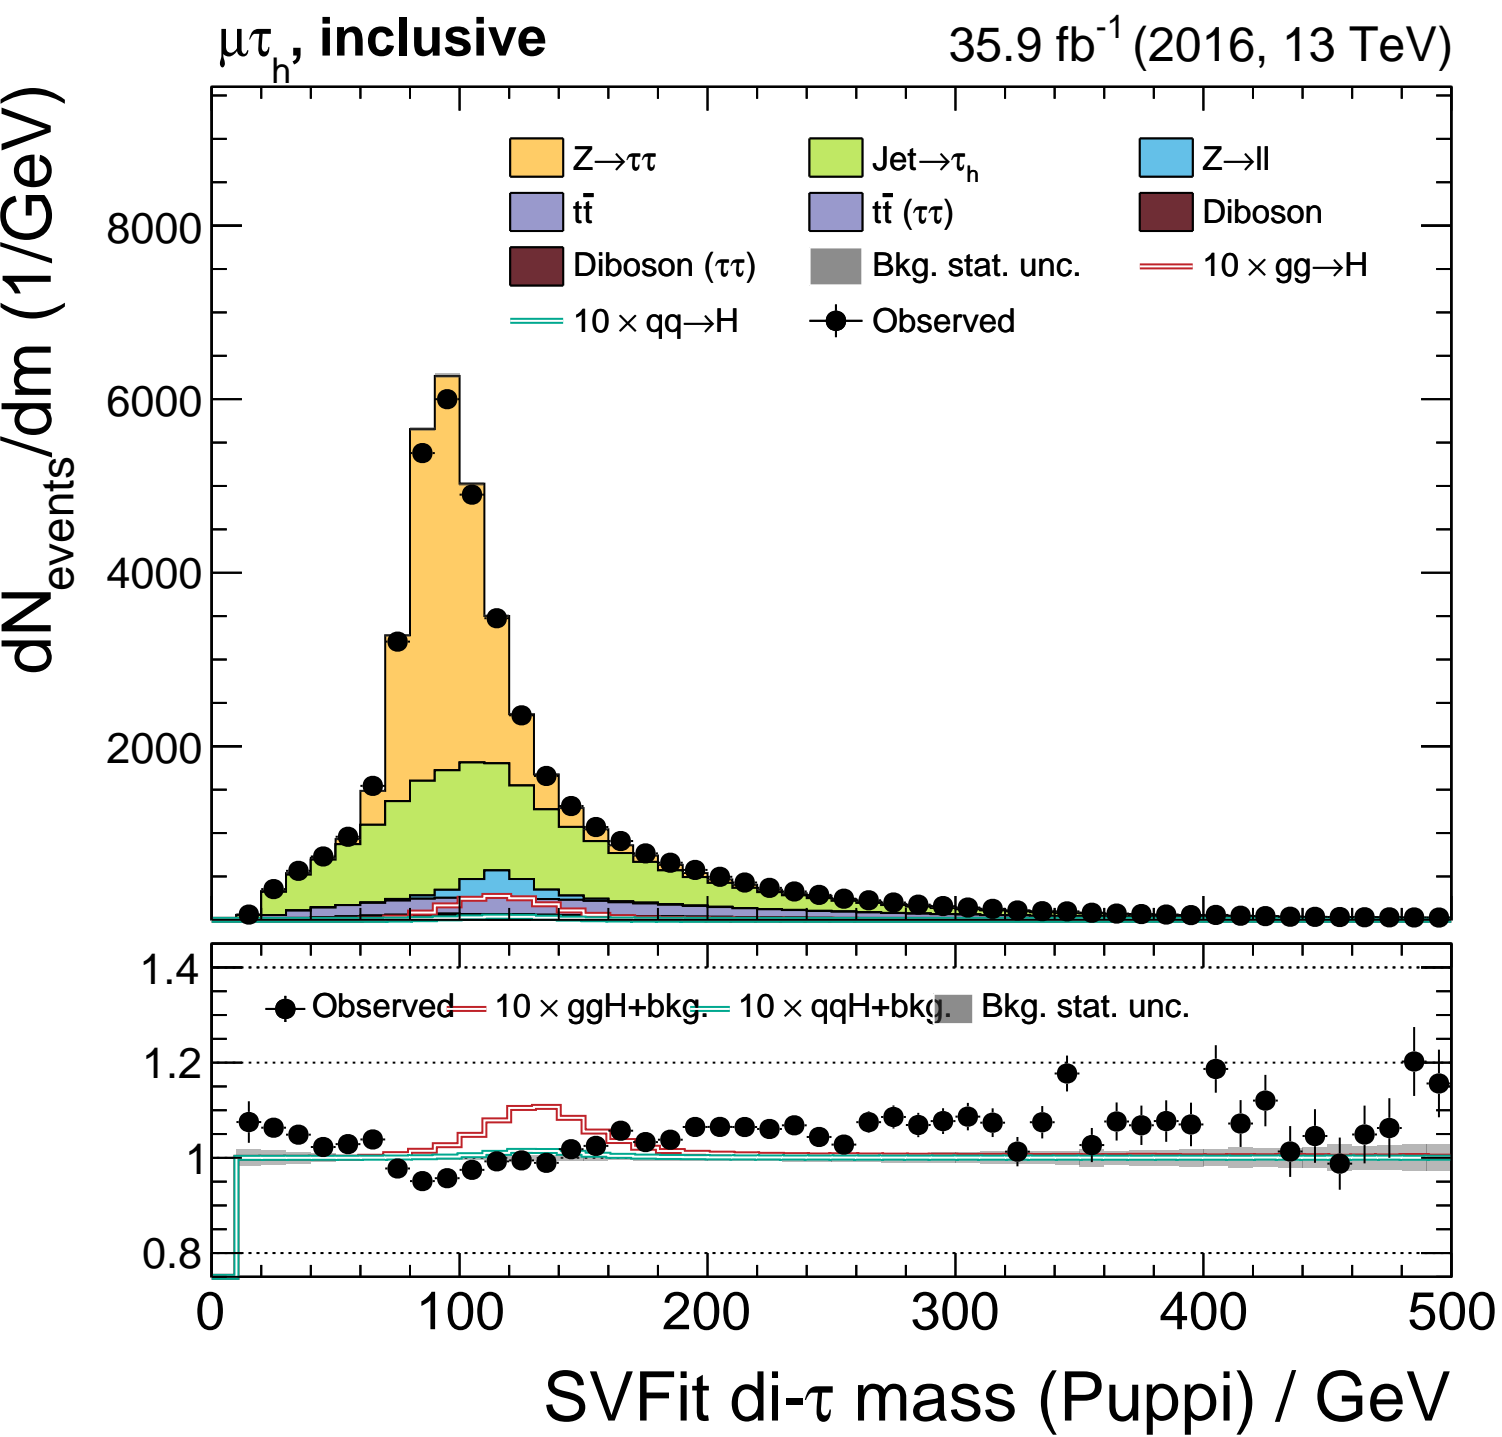 μτh, inclusive 35.9 fb-1 (2016, 13 TeV)
dNevents/dm (1/GeV)
Z→ττ Jet→τh Z→ll
tt̄ tt̄ (ττ) Diboson
Diboson (ττ) Bkg. stat. unc. 10 × gg→H
10 × qq→H Observed
8000
6000
4000
2000
1.4
Observed 10 × ggH+bkg. 10 × qqH+bkg. Bkg. stat. unc.
1.2
1
0.8
0 100 200 300 400 500
SVFit di-τ mass (Puppi) / GeV